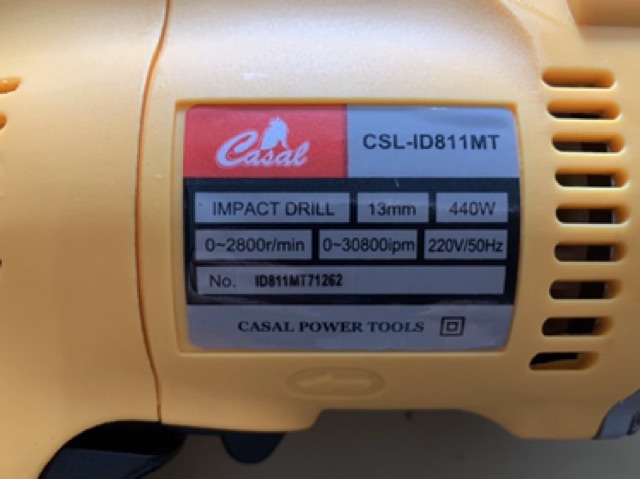 Casal CSL-ID811MT
IMPACT DRILL 13mm 440W
0~2800r/min 0~30800ipm 220V/50Hz
No. ID811MT71262
CASAL POWER TOOLS